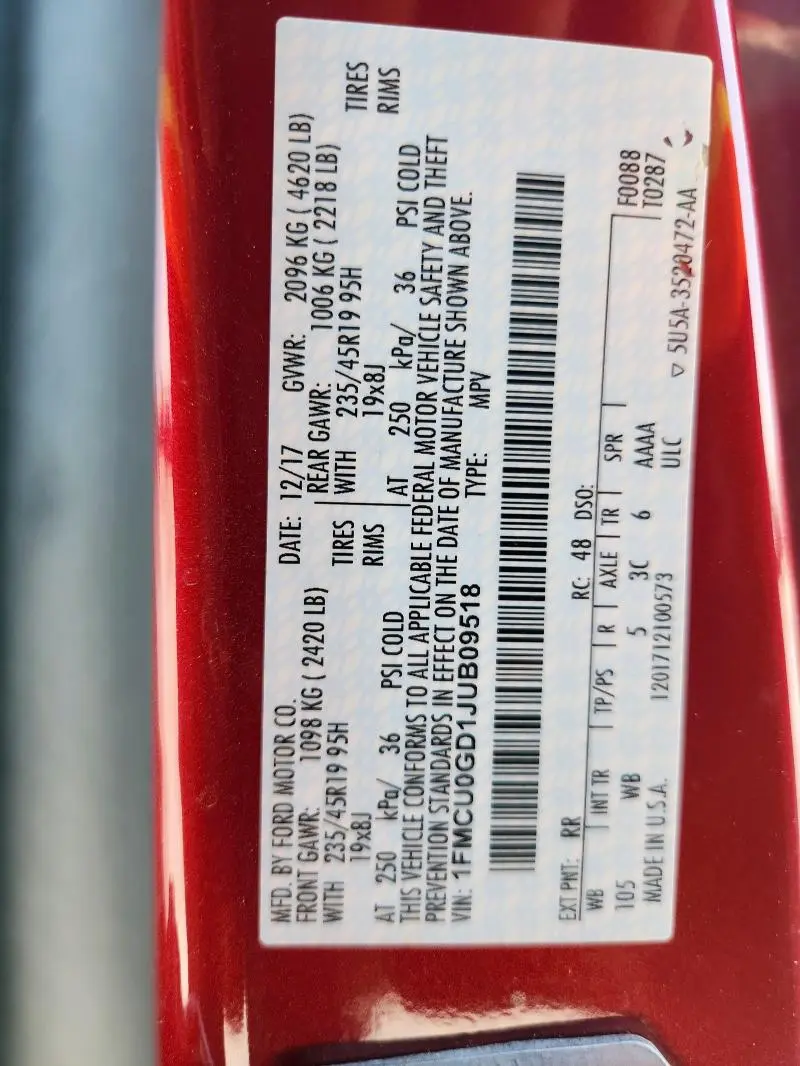 MFD. BY FORD MOTOR CO.
DATE: 12/17 GVWR: 2096 KG ( 4620 LB)
FRONT GAWR: 1098 KG ( 2420 LB) REAR GAWR: 1006 KG ( 2218 LB)
WITH 235/45R19 95H TIRES WITH 235/45R19 95H TIRES
19x8J RIMS 19x8J RIMS
AT 250 kPa/ 36 PSI COLD AT 250 kPa/ 36 PSI COLD
THIS VEHICLE CONFORMS TO ALL APPLICABLE FEDERAL MOTOR VEHICLE SAFETY AND THEFT
PREVENTION STANDARDS IN EFFECT ON THE DATE OF MANUFACTURE SHOWN ABOVE.
VIN: 1FMCU0GD1JUB09518 TYPE: MPV
EXT PNT: RR RC: 48 DSO:
WB INT TR TP/PS R AXLE TR SPR F0088
105 WB 5 3C 6 AAAA T0287
MADE IN U.S.A. 1201712100573 ULC
▽ 5U5A-3520472-AA